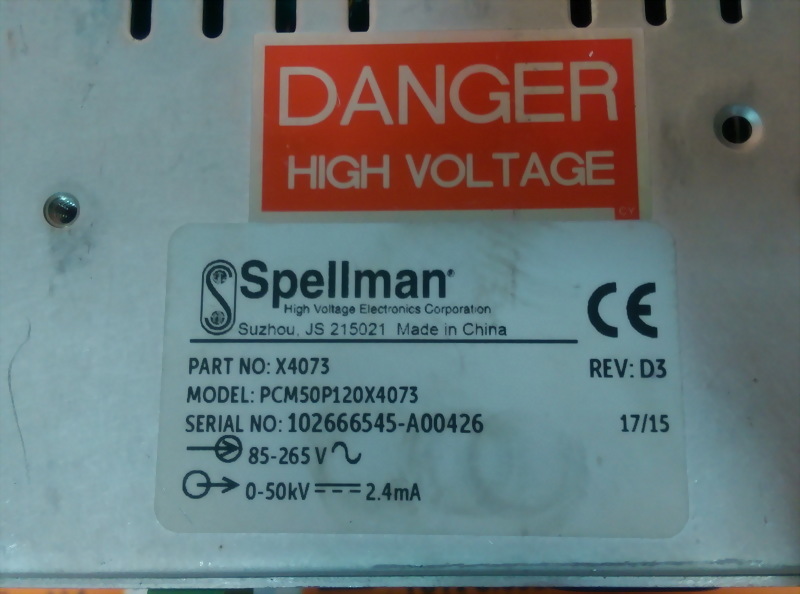 DANGER
HIGH VOLTAGE
CY
Spellman®
High Voltage Electronics Corporation
Suzhou, JS 215021 Made in China
CE
PART NO: X4073
REV: D3
MODEL: PCM50P120X4073
SERIAL NO: 102666545-A00426
17/15
85-265 V
0-50kV
2.4mA